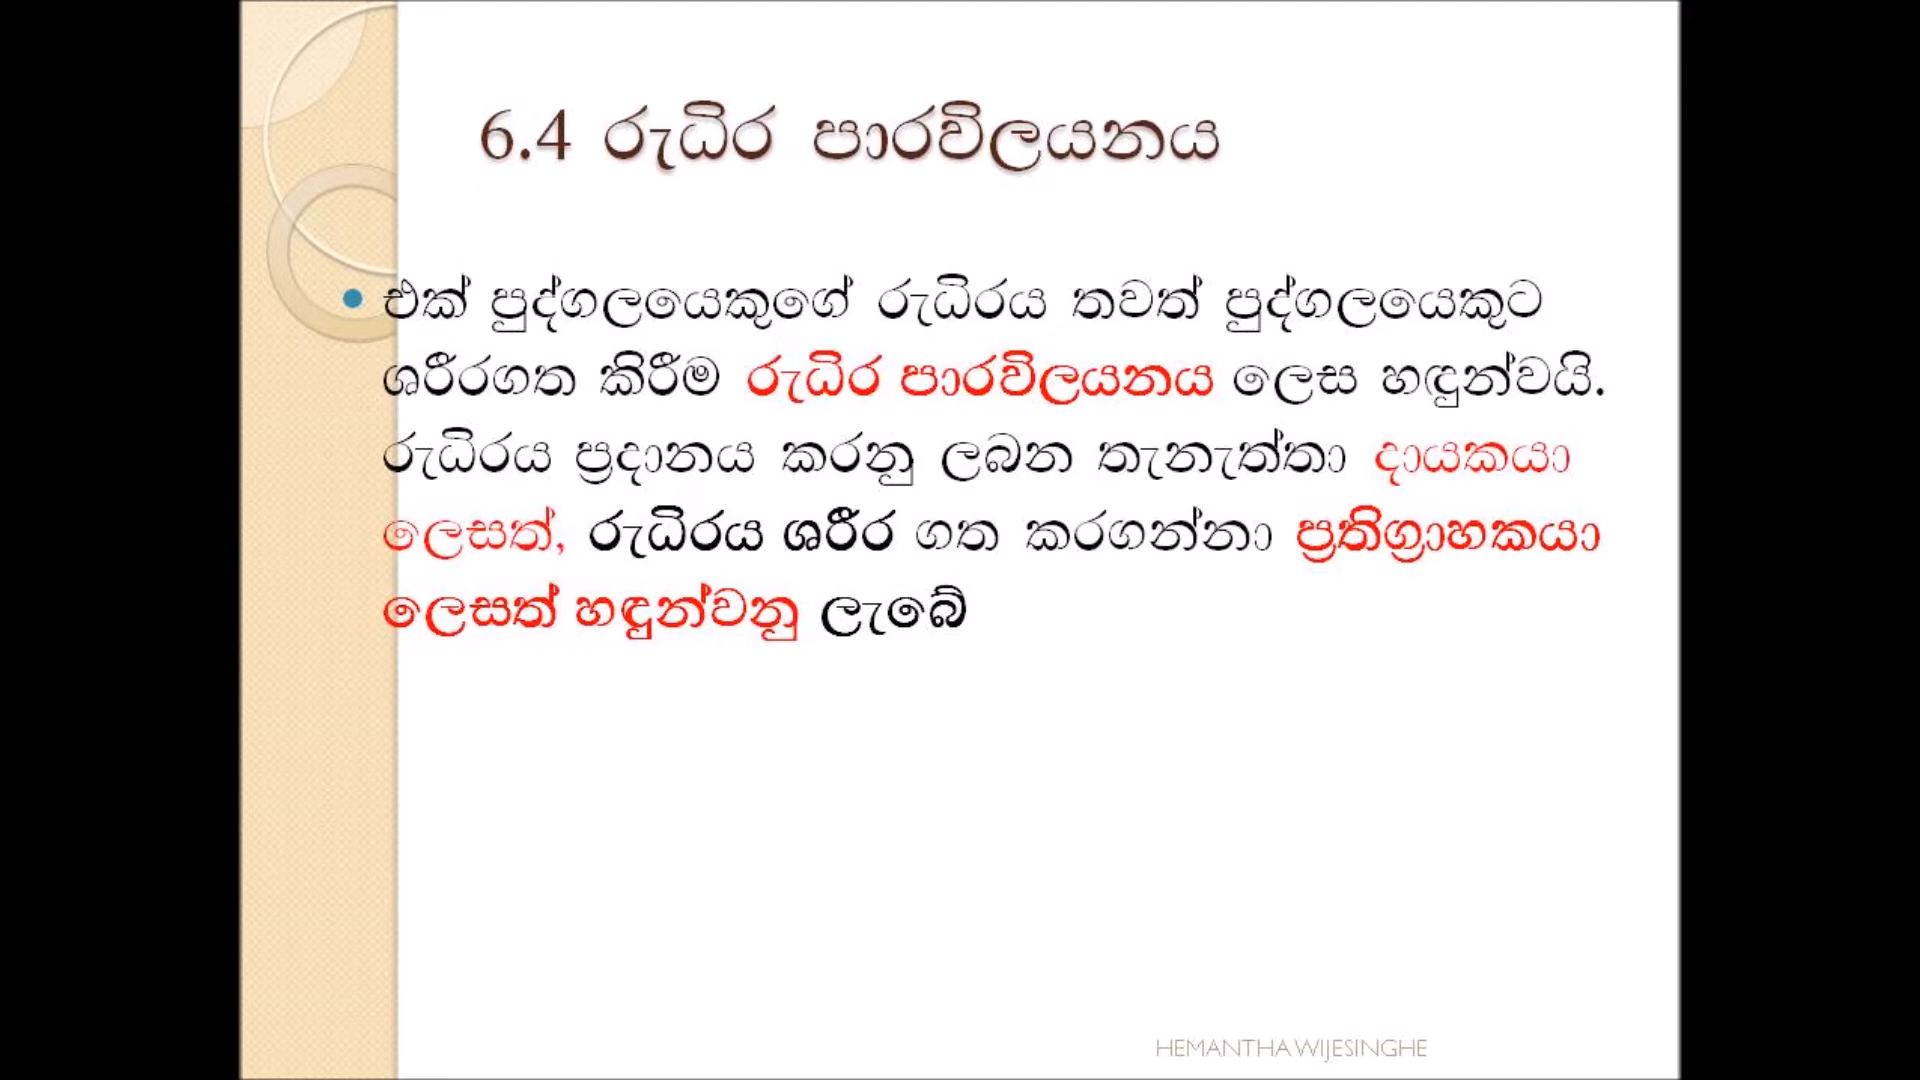 6.4 රුධිර පාරවිලයනය
• එක් පුද්ගලයෙකුගේ රුධිරය තවත් පුද්ගලයෙකුට
ශරීරගත කිරීම රුධිර පාරවිලයනය ලෙස හඳුන්වයි.
රුධිරය ප්‍රදානය කරනු ලබන තැනැත්තා දායකයා
ලෙසත්, රුධිරය ශරීර ගත කරගන්නා ප්‍රතිග්‍රාහකයා
ලෙසත් හඳුන්වනු ලැබේ
HEMANTHA WIJESINGHE